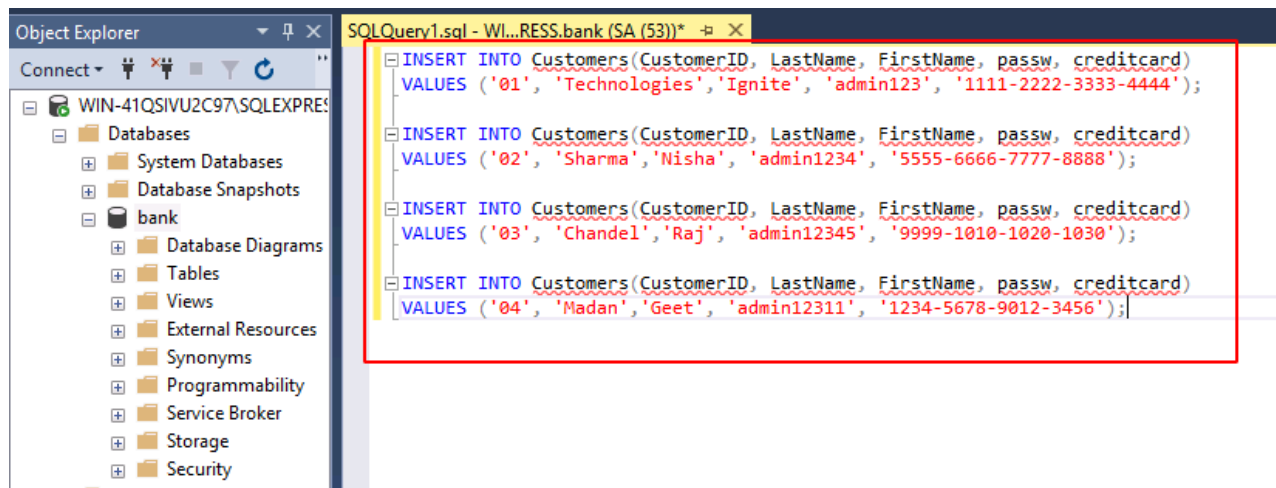 Object Explorer
Connect
WIN-41QSIVU2C97\SQLEXPRES
Databases
System Databases
Database Snapshots
bank
Database Diagrams
Tables
Views
External Resources
Synonyms
Programmability
Service Broker
Storage
Security
SQLQuery1.sql - WI...RESS.bank (SA (53))*
INSERT INTO Customers(CustomerID, LastName, FirstName, passw, creditcard)
VALUES ('01', 'Technologies','Ignite', 'admin123', '1111-2222-3333-4444');
INSERT INTO Customers(CustomerID, LastName, FirstName, passw, creditcard)
VALUES ('02', 'Sharma','Nisha', 'admin1234', '5555-6666-7777-8888');
INSERT INTO Customers(CustomerID, LastName, FirstName, passw, creditcard)
VALUES ('03', 'Chandel','Raj', 'admin12345', '9999-1010-1020-1030');
INSERT INTO Customers(CustomerID, LastName, FirstName, passw, creditcard)
VALUES ('04', 'Madan','Geet', 'admin12311', '1234-5678-9012-3456');